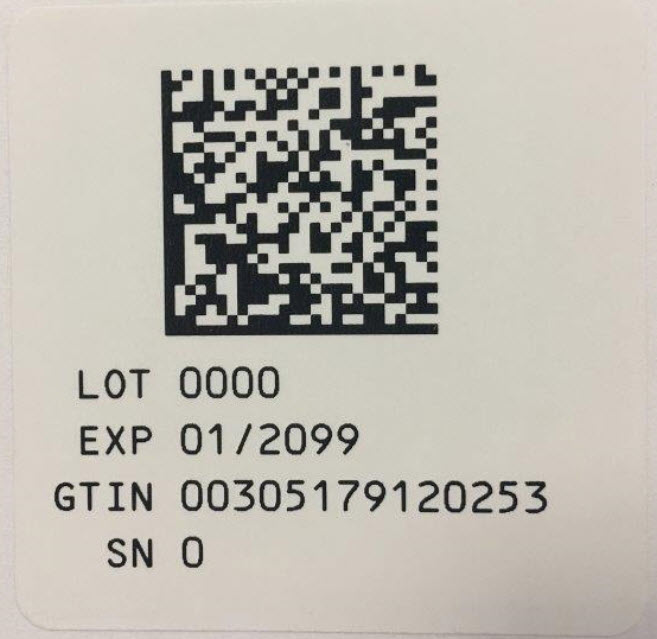 LOT 0000
EXP 01/2099
GTIN 00305179120253
SN 0